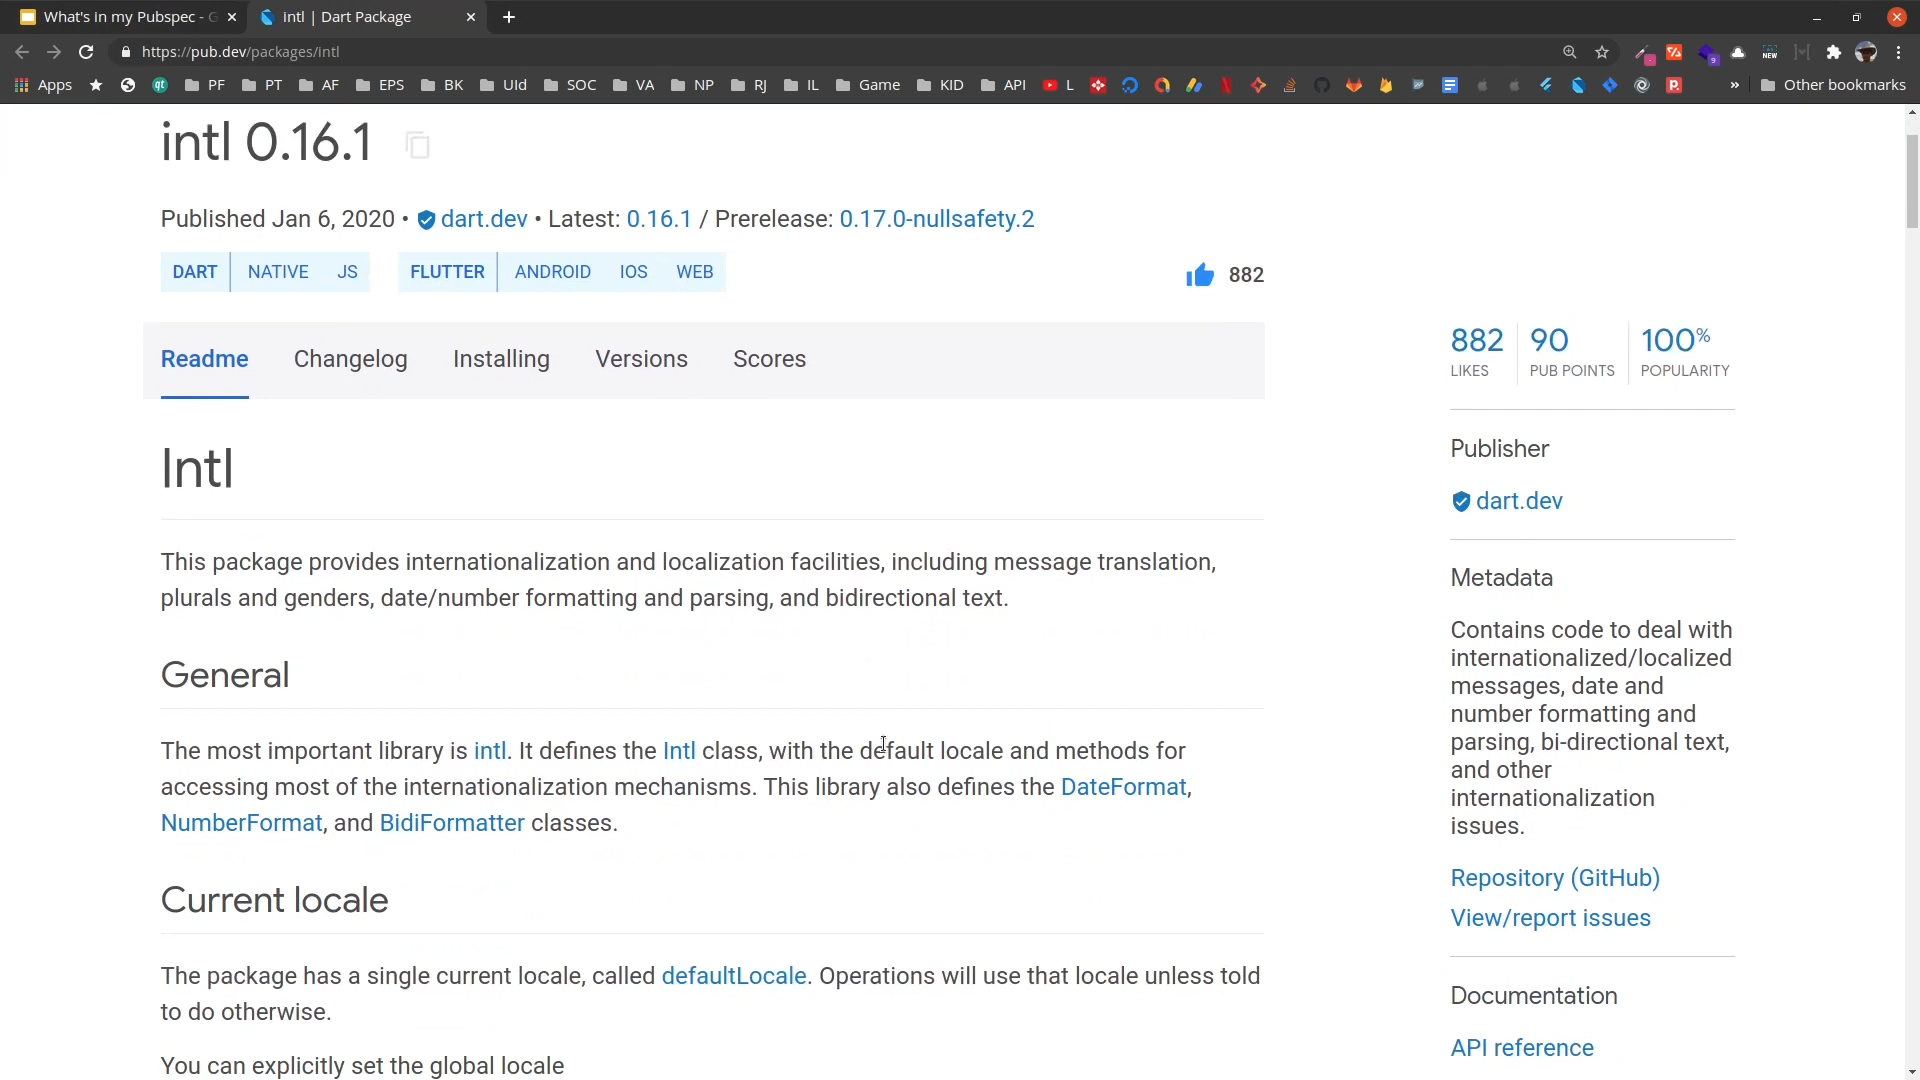 What's in my Pubspec - G
intl | Dart Package
https://pub.dev/packages/intl
Apps PF PT AF EPS BK UId SOC VA NP RJ IL Game KID API L » Other bookmarks
intl 0.16.1
Published Jan 6, 2020 • dart.dev • Latest: 0.16.1 / Prerelease: 0.17.0-nullsafety.2
DART NATIVE JS FLUTTER ANDROID IOS WEB
882
Readme Changelog Installing Versions Scores
Intl
This package provides internationalization and localization facilities, including message translation,
plurals and genders, date/number formatting and parsing, and bidirectional text.
General
The most important library is intl. It defines the Intl class, with the default locale and methods for
accessing most of the internationalization mechanisms. This library also defines the DateFormat,
NumberFormat, and BidiFormatter classes.
Current locale
The package has a single current locale, called defaultLocale. Operations will use that locale unless told
to do otherwise.
You can explicitly set the global locale
882 90 100%
LIKES PUB POINTS POPULARITY
Publisher
dart.dev
Metadata
Contains code to deal with
internationalized/localized
messages, date and
number formatting and
parsing, bi-directional text,
and other
internationalization
issues.
Repository (GitHub)
View/report issues
Documentation
API reference